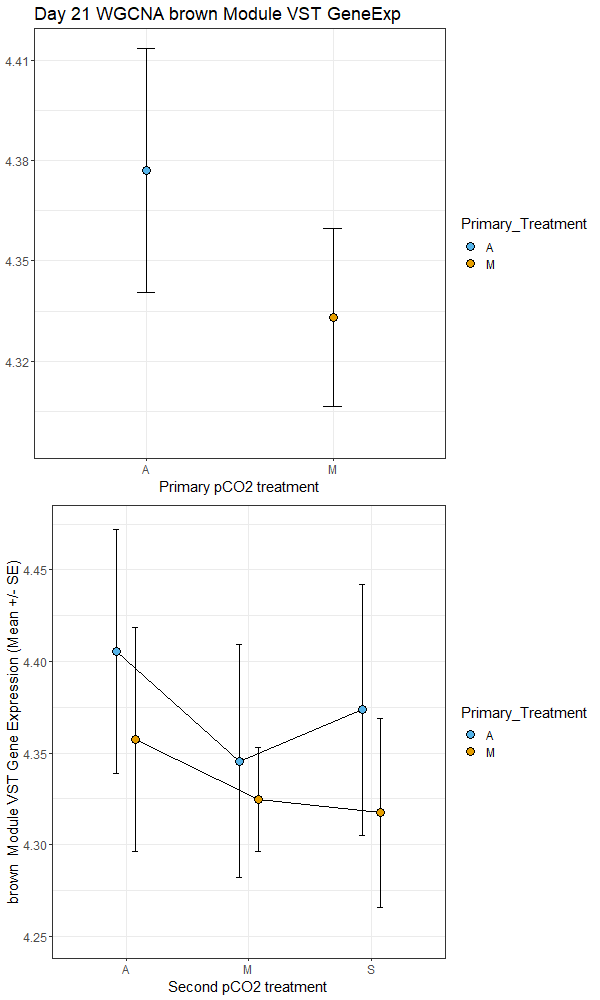 Day 21 WGCNA brown Module VST GeneExp
4.41
4.38
4.35
4.32
A
M
Primary pCO2 treatment
Primary_Treatment
A
M
brown  Module VST Gene Expression (Mean +/- SE)
4.45
4.40
4.35
4.30
4.25
A
M
S
Second pCO2 treatment
Primary_Treatment
A
M